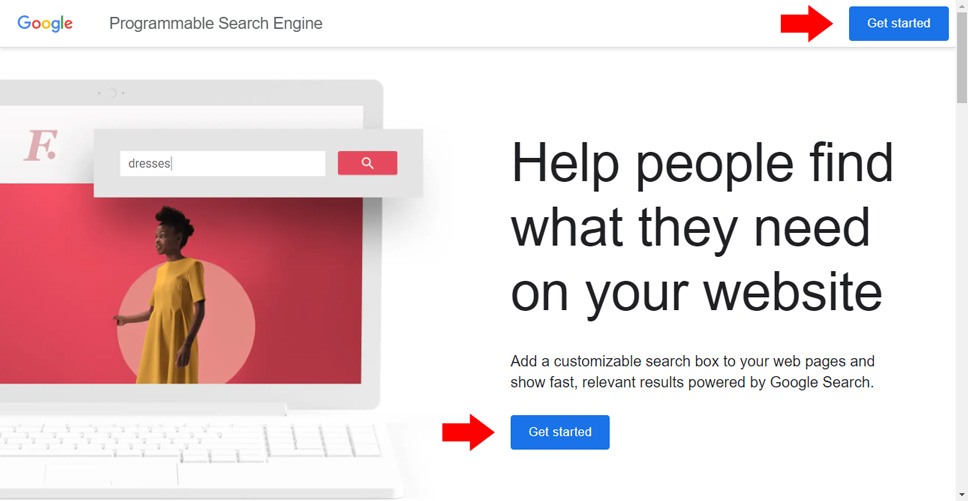 Google Programmable Search Engine Get started
F.
dresses
Help people find
what they need
on your website
Add a customizable search box to your web pages and
show fast, relevant results powered by Google Search.
Get started